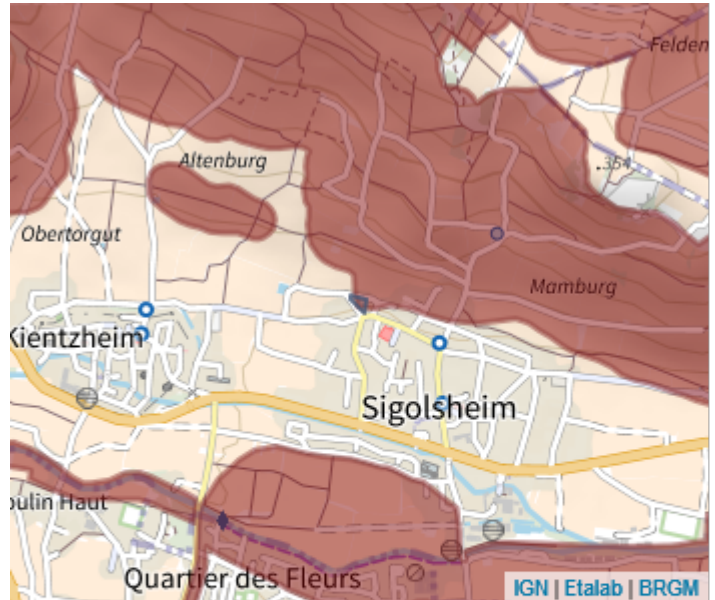 Felden
Altenburg
.354
Obertorgut
Mamburg
Kientzheim
Sigolsheim
oulin Haut
Quartier des Fleurs
IGN | Etalab | BRGM